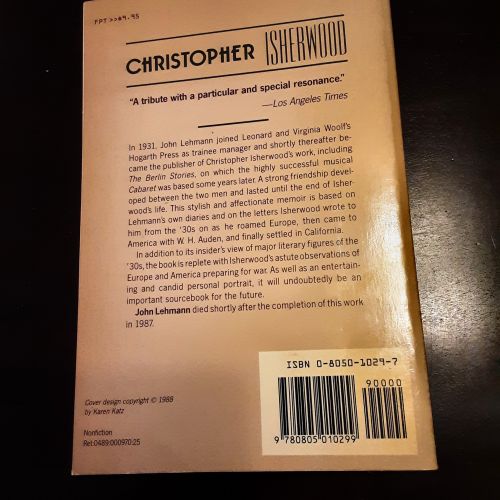 FPT >>$9.95
CHRISTOPHER ISHERWOOD
“A tribute with a particular and special resonance.”
—Los Angeles Times
In 1931, John Lehmann joined Leonard and Virginia Woolf’s
Hogarth Press as trainee manager and shortly thereafter be-
came the publisher of Christopher Isherwood’s work, including
The Berlin Stories, on which the highly successful musical
Cabaret was based some years later. A strong friendship devel-
oped between the two men and lasted until the end of Isher-
wood’s life. This stylish and affectionate memoir is based on
Lehmann’s own diaries and on the letters Isherwood wrote to
him from the ’30s on as he roamed Europe, then came to
America with W. H. Auden, and finally settled in California.
In addition to its insider’s view of major literary figures of the
’30s, the book is replete with Isherwood’s astute observations of
Europe and America preparing for war. As well as an entertain-
ing and candid personal portrait, it will undoubtedly be an
important sourcebook for the future.
John Lehmann died shortly after the completion of this work
in 1987.
ISBN 0-8050-1029-7
90000
9 780805 010299
Cover design copyright © 1988
by Karen Katz
Nonfiction
Ret:0489:000970:25